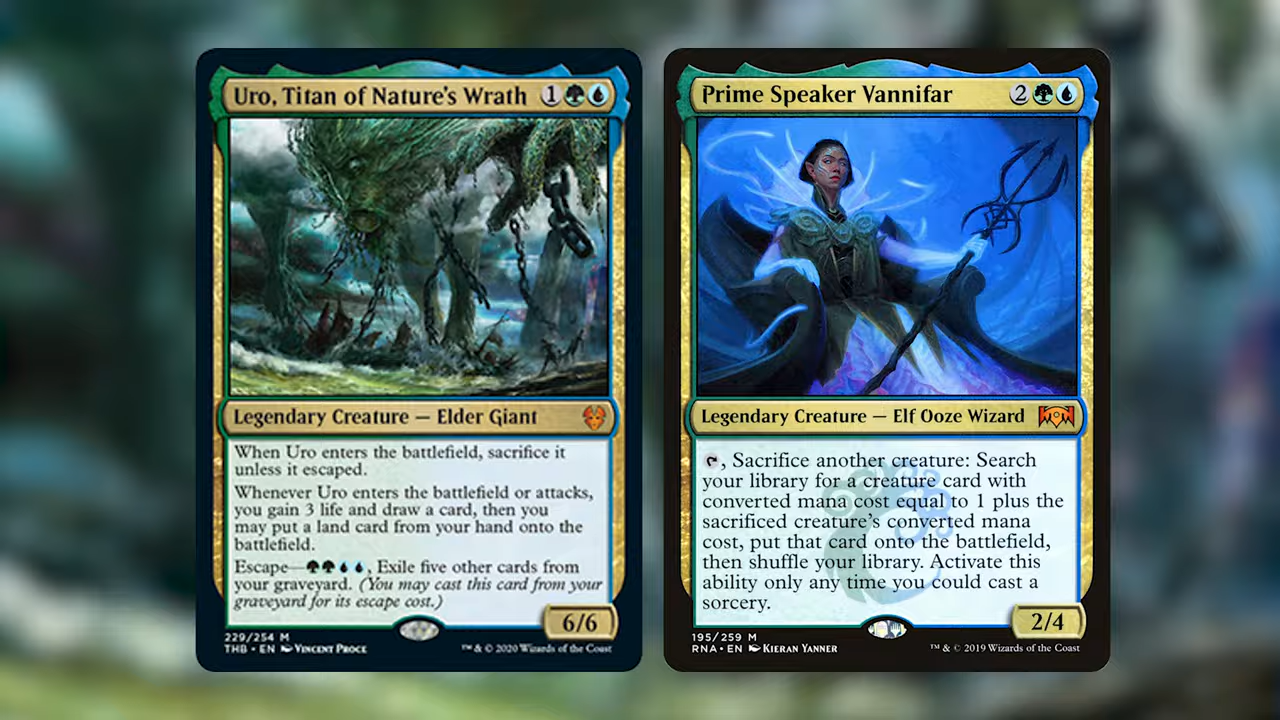 Uro, Titan of Nature's Wrath 1
Legendary Creature — Elder Giant
When Uro enters the battlefield, sacrifice it
unless it escaped.
Whenever Uro enters the battlefield or attacks,
you gain 3 life and draw a card, then you
may put a land card from your hand onto the
battlefield.
Escape—, Exile five other cards from
your graveyard. (You may cast this card from your
graveyard for its escape cost.)
6/6
229/254 M
THB • EN Vincent Proce
™ & © 2020 Wizards of the Coast
Prime Speaker Vannifar 2
Legendary Creature — Elf Ooze Wizard
, Sacrifice another creature: Search
your library for a creature card with
converted mana cost equal to 1 plus the
sacrificed creature's converted mana
cost, put that card onto the battlefield,
then shuffle your library. Activate this
ability only any time you could cast a
sorcery.
2/4
195/259 M
RNA • EN Kieran Yanner
™ & © 2019 Wizards of the Coast